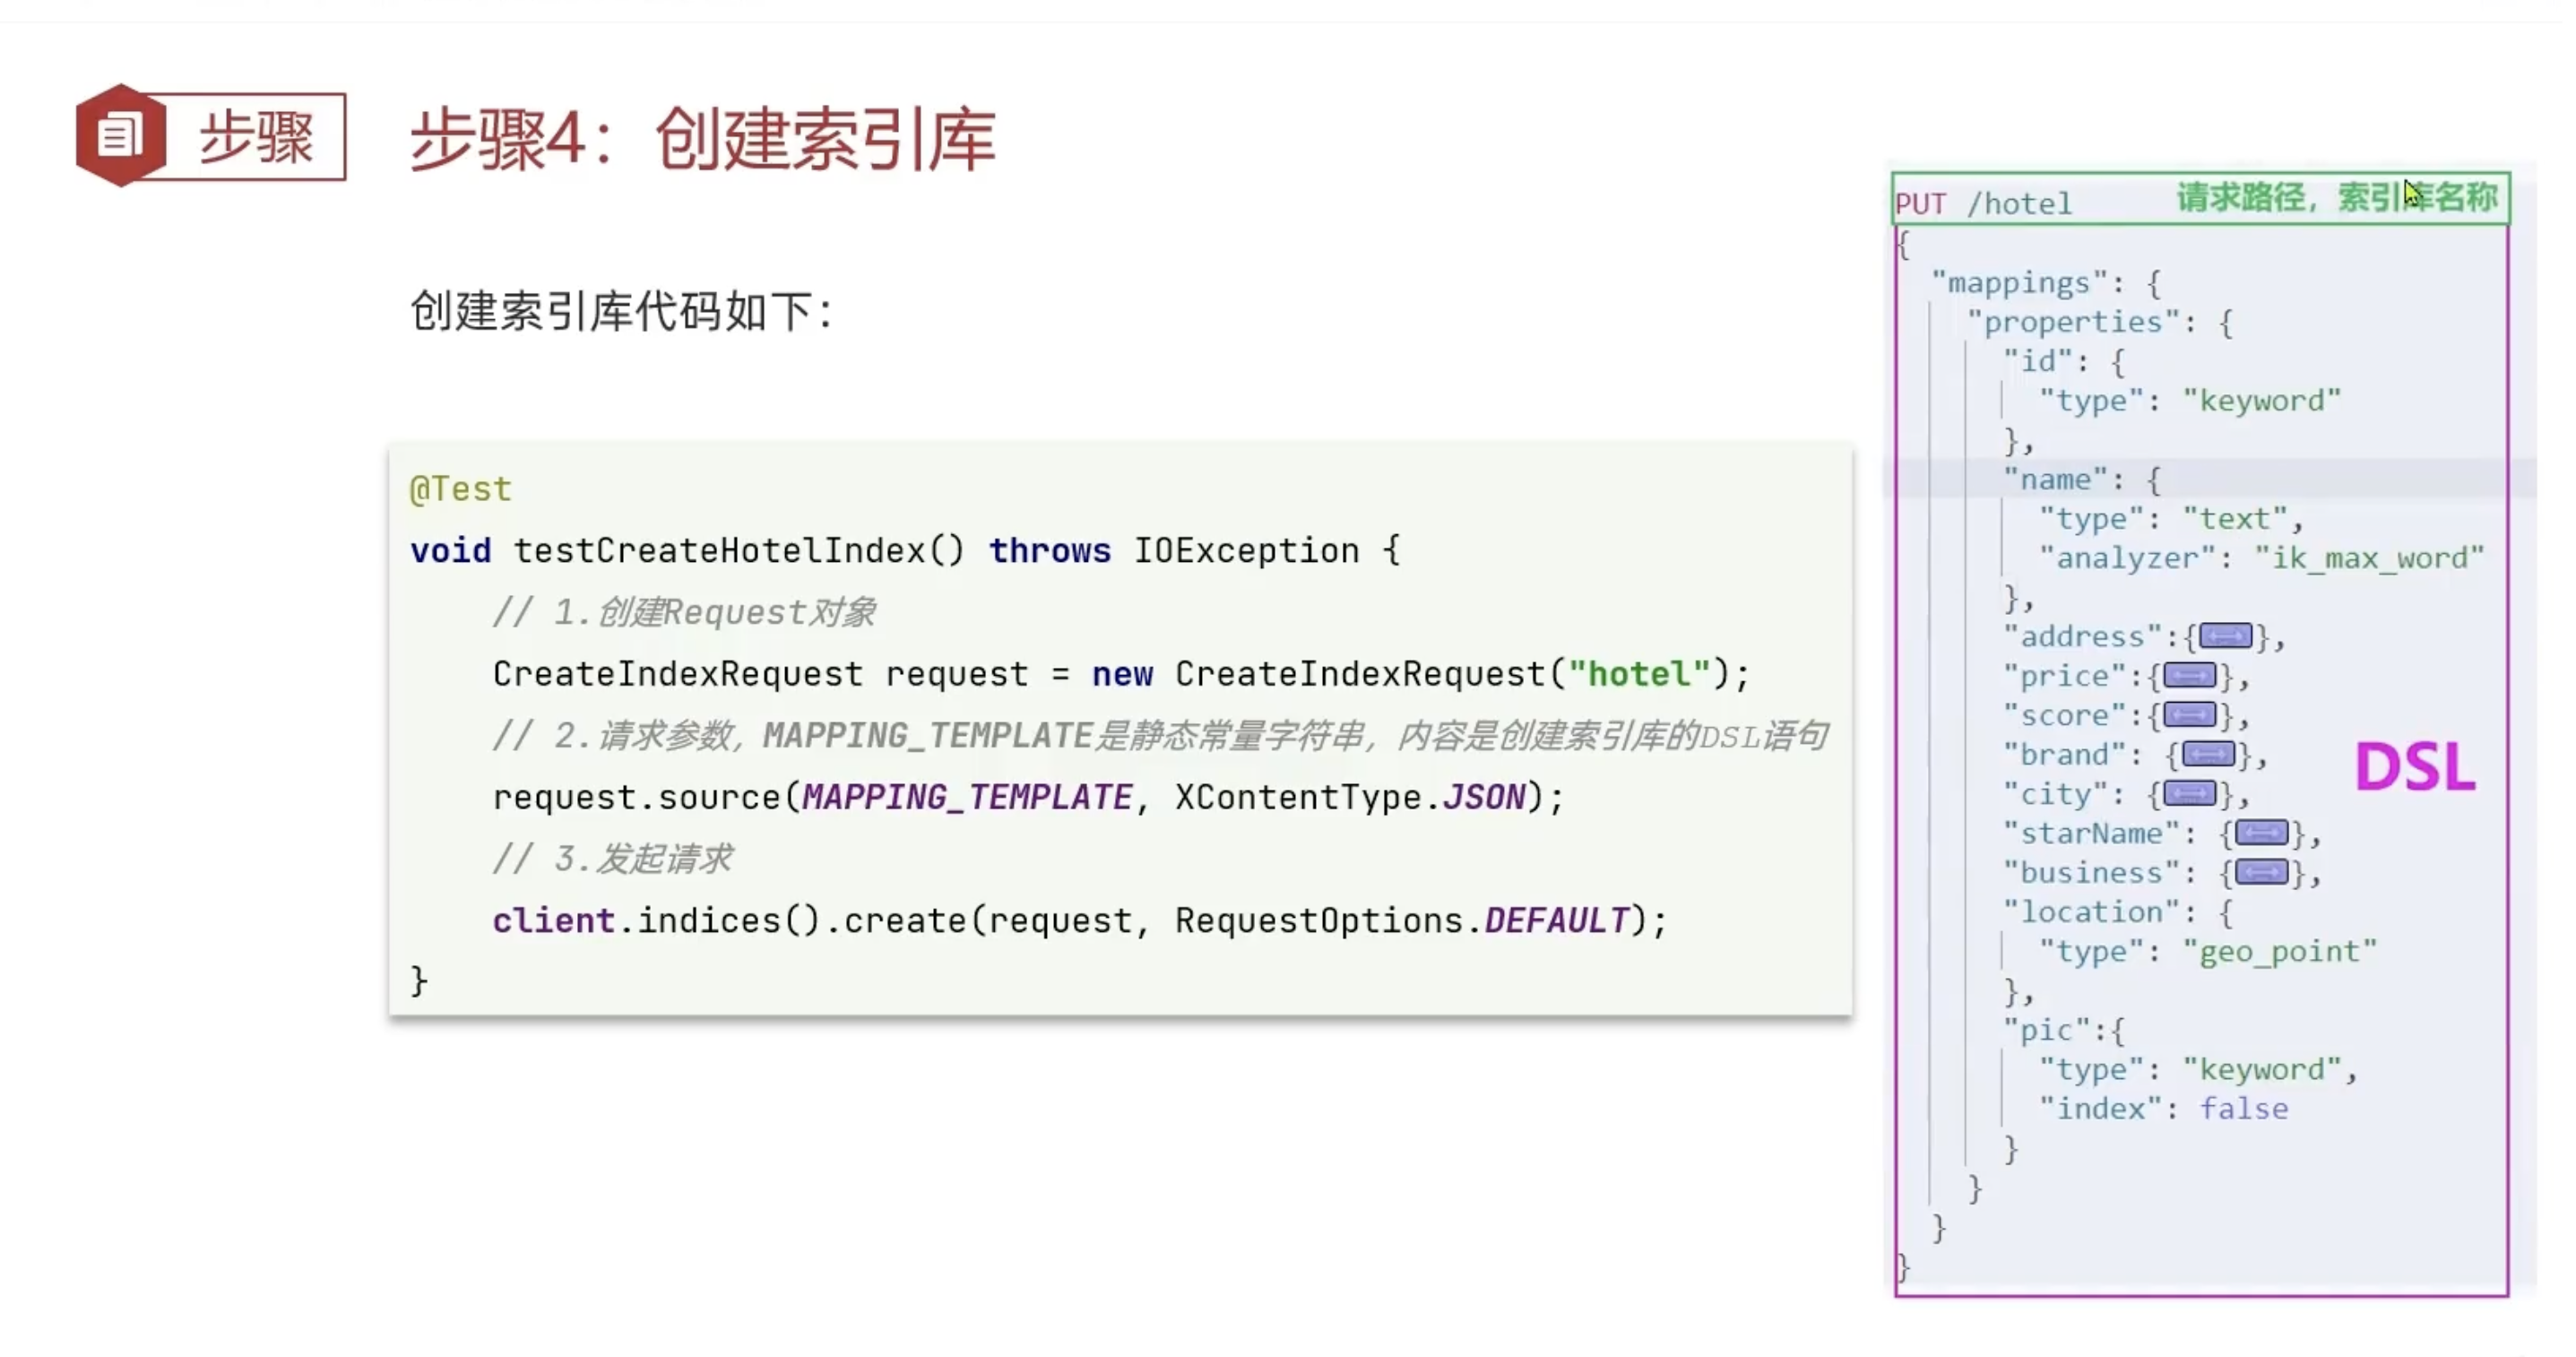 步骤
步骤4：创建索引库
创建索引库代码如下：
@Test
void testCreateHotelIndex() throws IOException {
// 1.创建Request对象
CreateIndexRequest request = new CreateIndexRequest("hotel");
// 2.请求参数，MAPPING_TEMPLATE是静态常量字符串，内容是创建索引库的DSL语句
request.source(MAPPING_TEMPLATE, XContentType.JSON);
// 3.发起请求
client.indices().create(request, RequestOptions.DEFAULT);
}
PUT /hotel 请求路径，索引库名称
{
"mappings": {
"properties": {
"id": {
"type": "keyword"
},
"name": {
"type": "text",
"analyzer": "ik_max_word"
},
"address":{},
"price":{},
"score":{},
"brand": {},
"city": {},
"starName": {},
"business": {},
"location": {
"type": "geo_point"
},
"pic":{
"type": "keyword",
"index": false
}
}
}
}
DSL